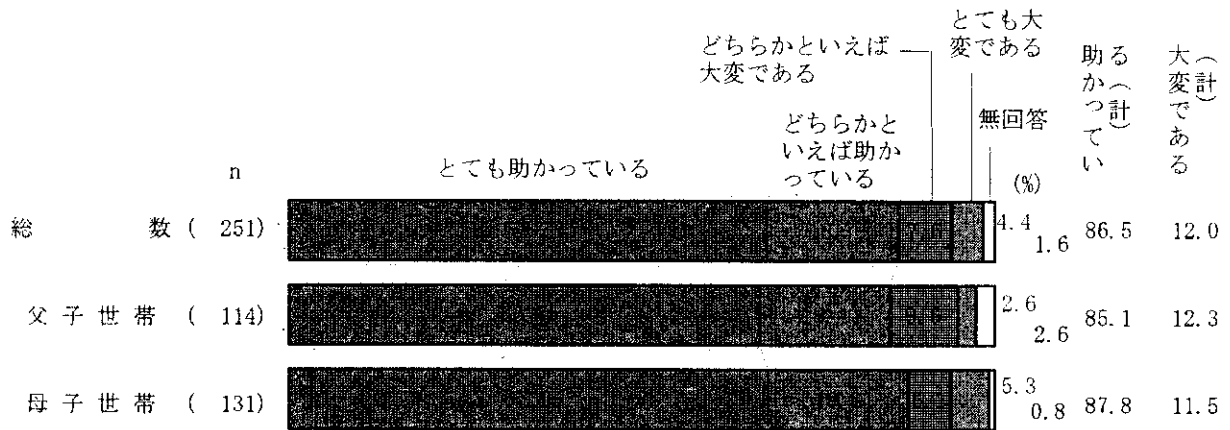 とても大
変である
どちらかといえば
大変である
助かってい
る(計)
大変である
(計)
どちらかと
いえば助か
っている
無回答
n
とても助かっている
(%)
総 数 ( 251)
4.4
1.6
86.5
12.0
父子世帯 ( 114)
2.6
2.6
85.1
12.3
母子世帯 ( 131)
5.3
0.8
87.8
11.5